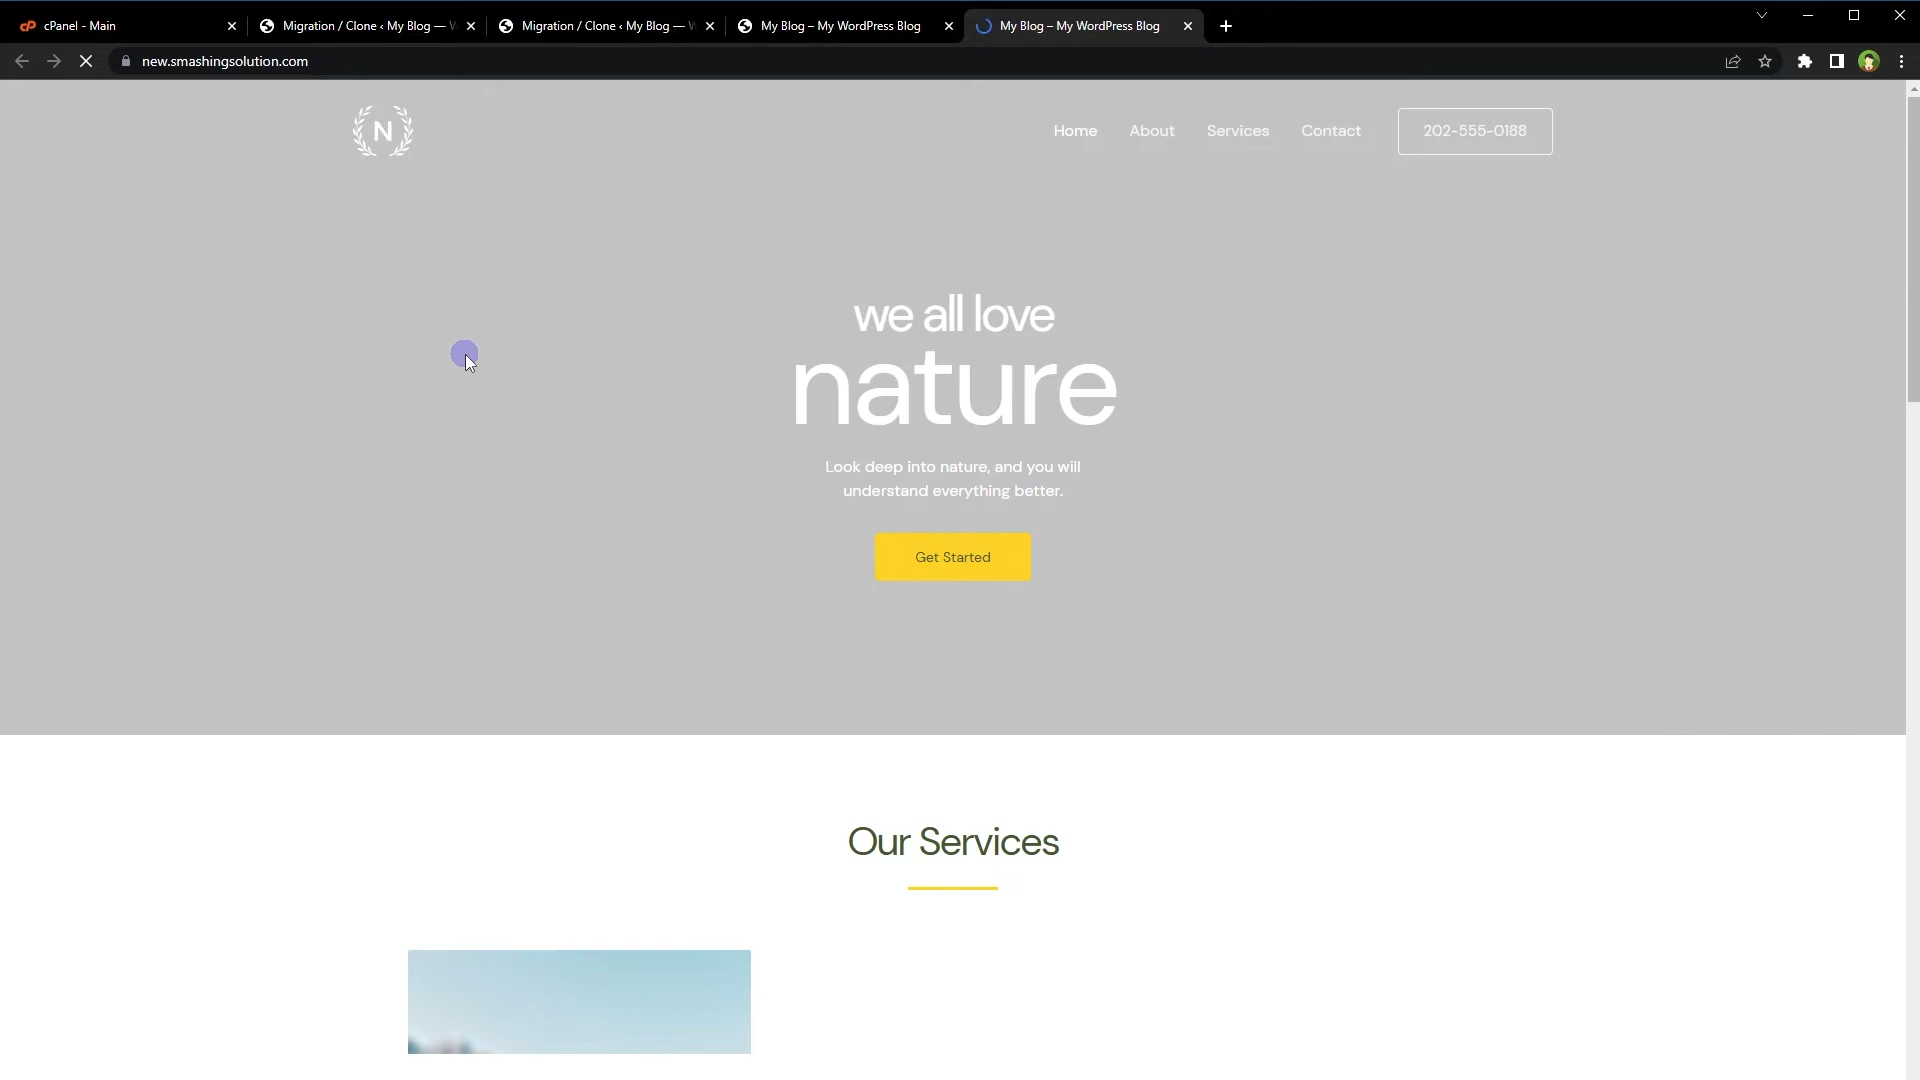 cPanel - Main
Migration / Clone ‹ My Blog — W
Migration / Clone ‹ My Blog — W
My Blog – My WordPress Blog
My Blog – My WordPress Blog
new.smashingsolution.com
N
Home
About
Services
Contact
202-555-0188
we all love
nature
Look deep into nature, and you will
understand everything better.
Get Started
Our Services